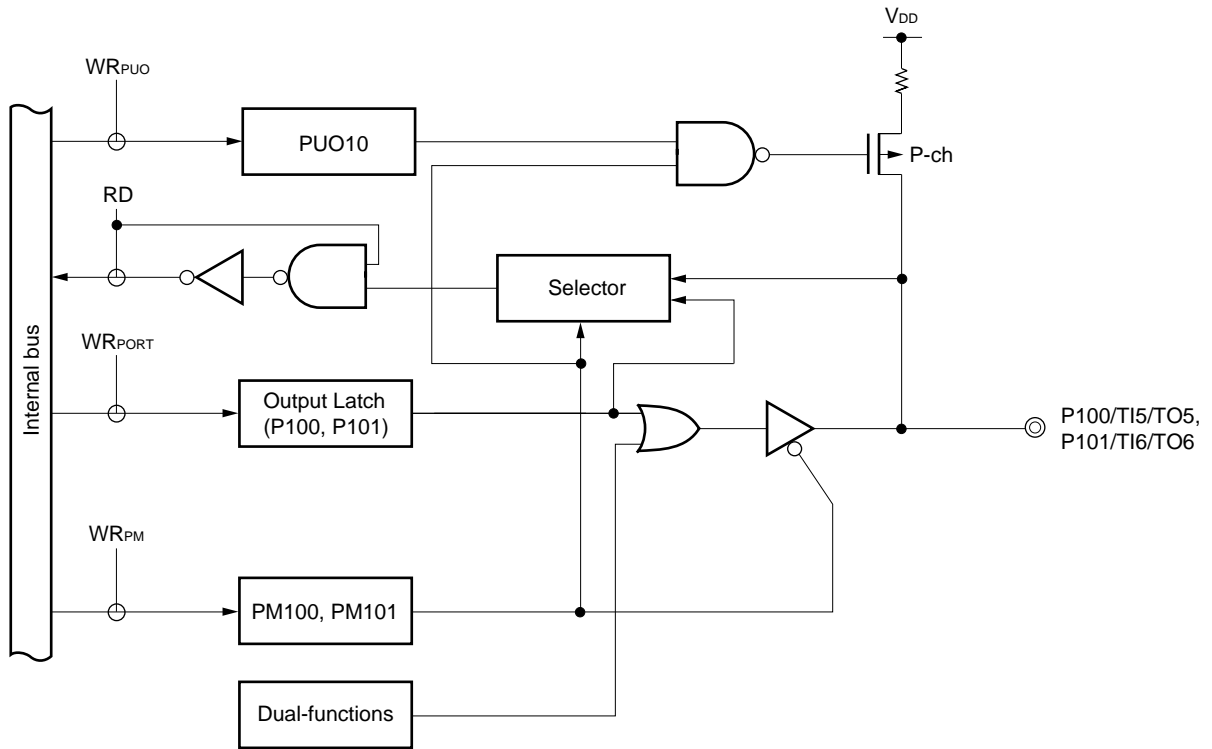 VDD
WRPUO
PUO10
P-ch
RD
Selector
WRPORT
Internal bus
Output Latch
(P100, P101)
P100/TI5/TO5,
P101/TI6/TO6
WRPM
PM100, PM101
Dual-functions